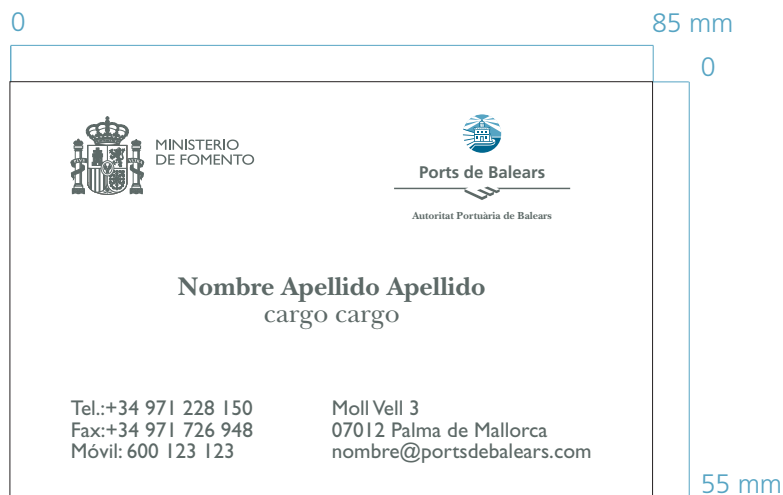 0
85 mm
0
MINISTERIO
DE FOMENTO
Ports de Balears
Autoritat Portuària de Balears
Nombre Apellido Apellido
cargo cargo
Tel.:+34 971 228 150
Fax:+34 971 726 948
Móvil: 600 123 123
Moll Vell 3
07012 Palma de Mallorca
nombre@portsdebalears.com
55 mm